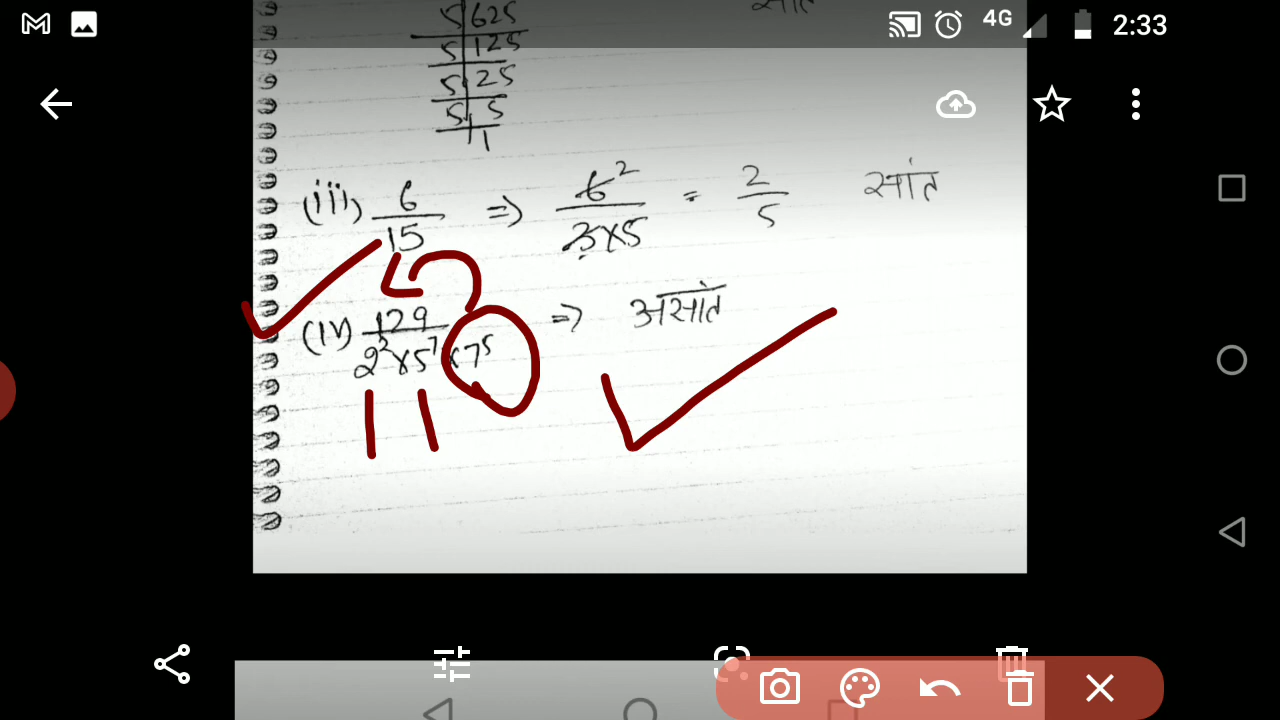 4G 2:33
5 625
5 125
5 25
5 5
1
(iii) 6/15 => 6²/3×5 = 2/5 सांत
(iv) 129/2²×5⁷×7⁵ => असांत